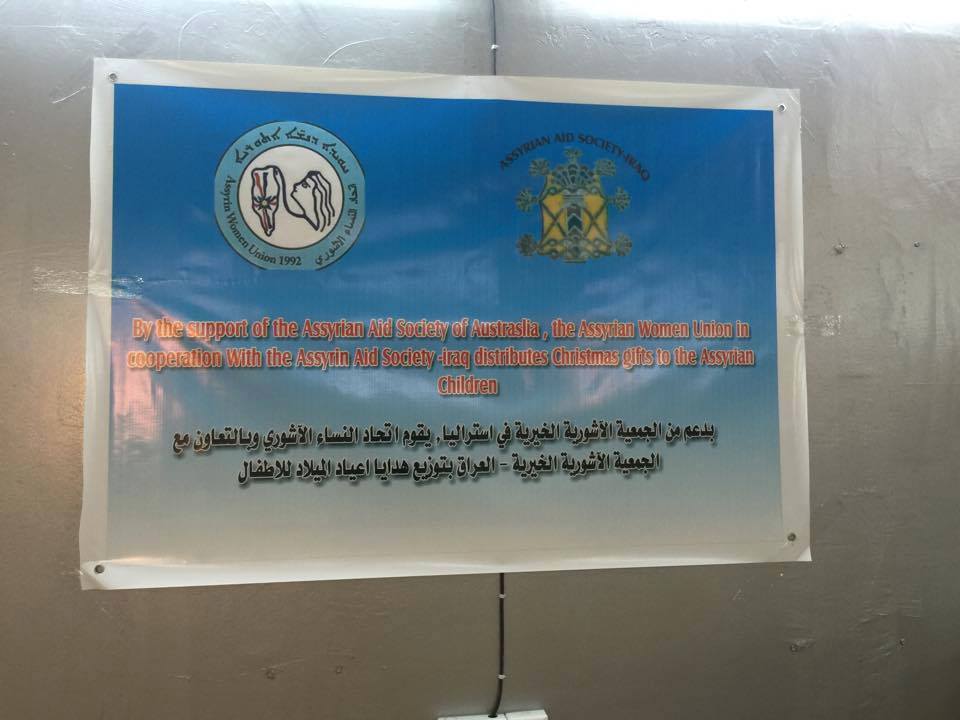 ASSYRIAN AID SOCIETY-IRAQ
Assyrin Women Union 1992
اتحاد النساء الآشوري
By the support of the Assyrian Aid Society of Austraslia , the Assyrian Women Union in
cooperation With the Assyrin Aid Society -iraq distributes Christmas gifts to the Assyrian
Children
بدعم من الجمعية الآشورية الخيرية في استراليا, يقوم اتحاد النساء الآشوري وبالتعاون مع
الجمعية الآشورية الخيرية - العراق بتوزيع هدايا اعياد الميلاد للاطفال